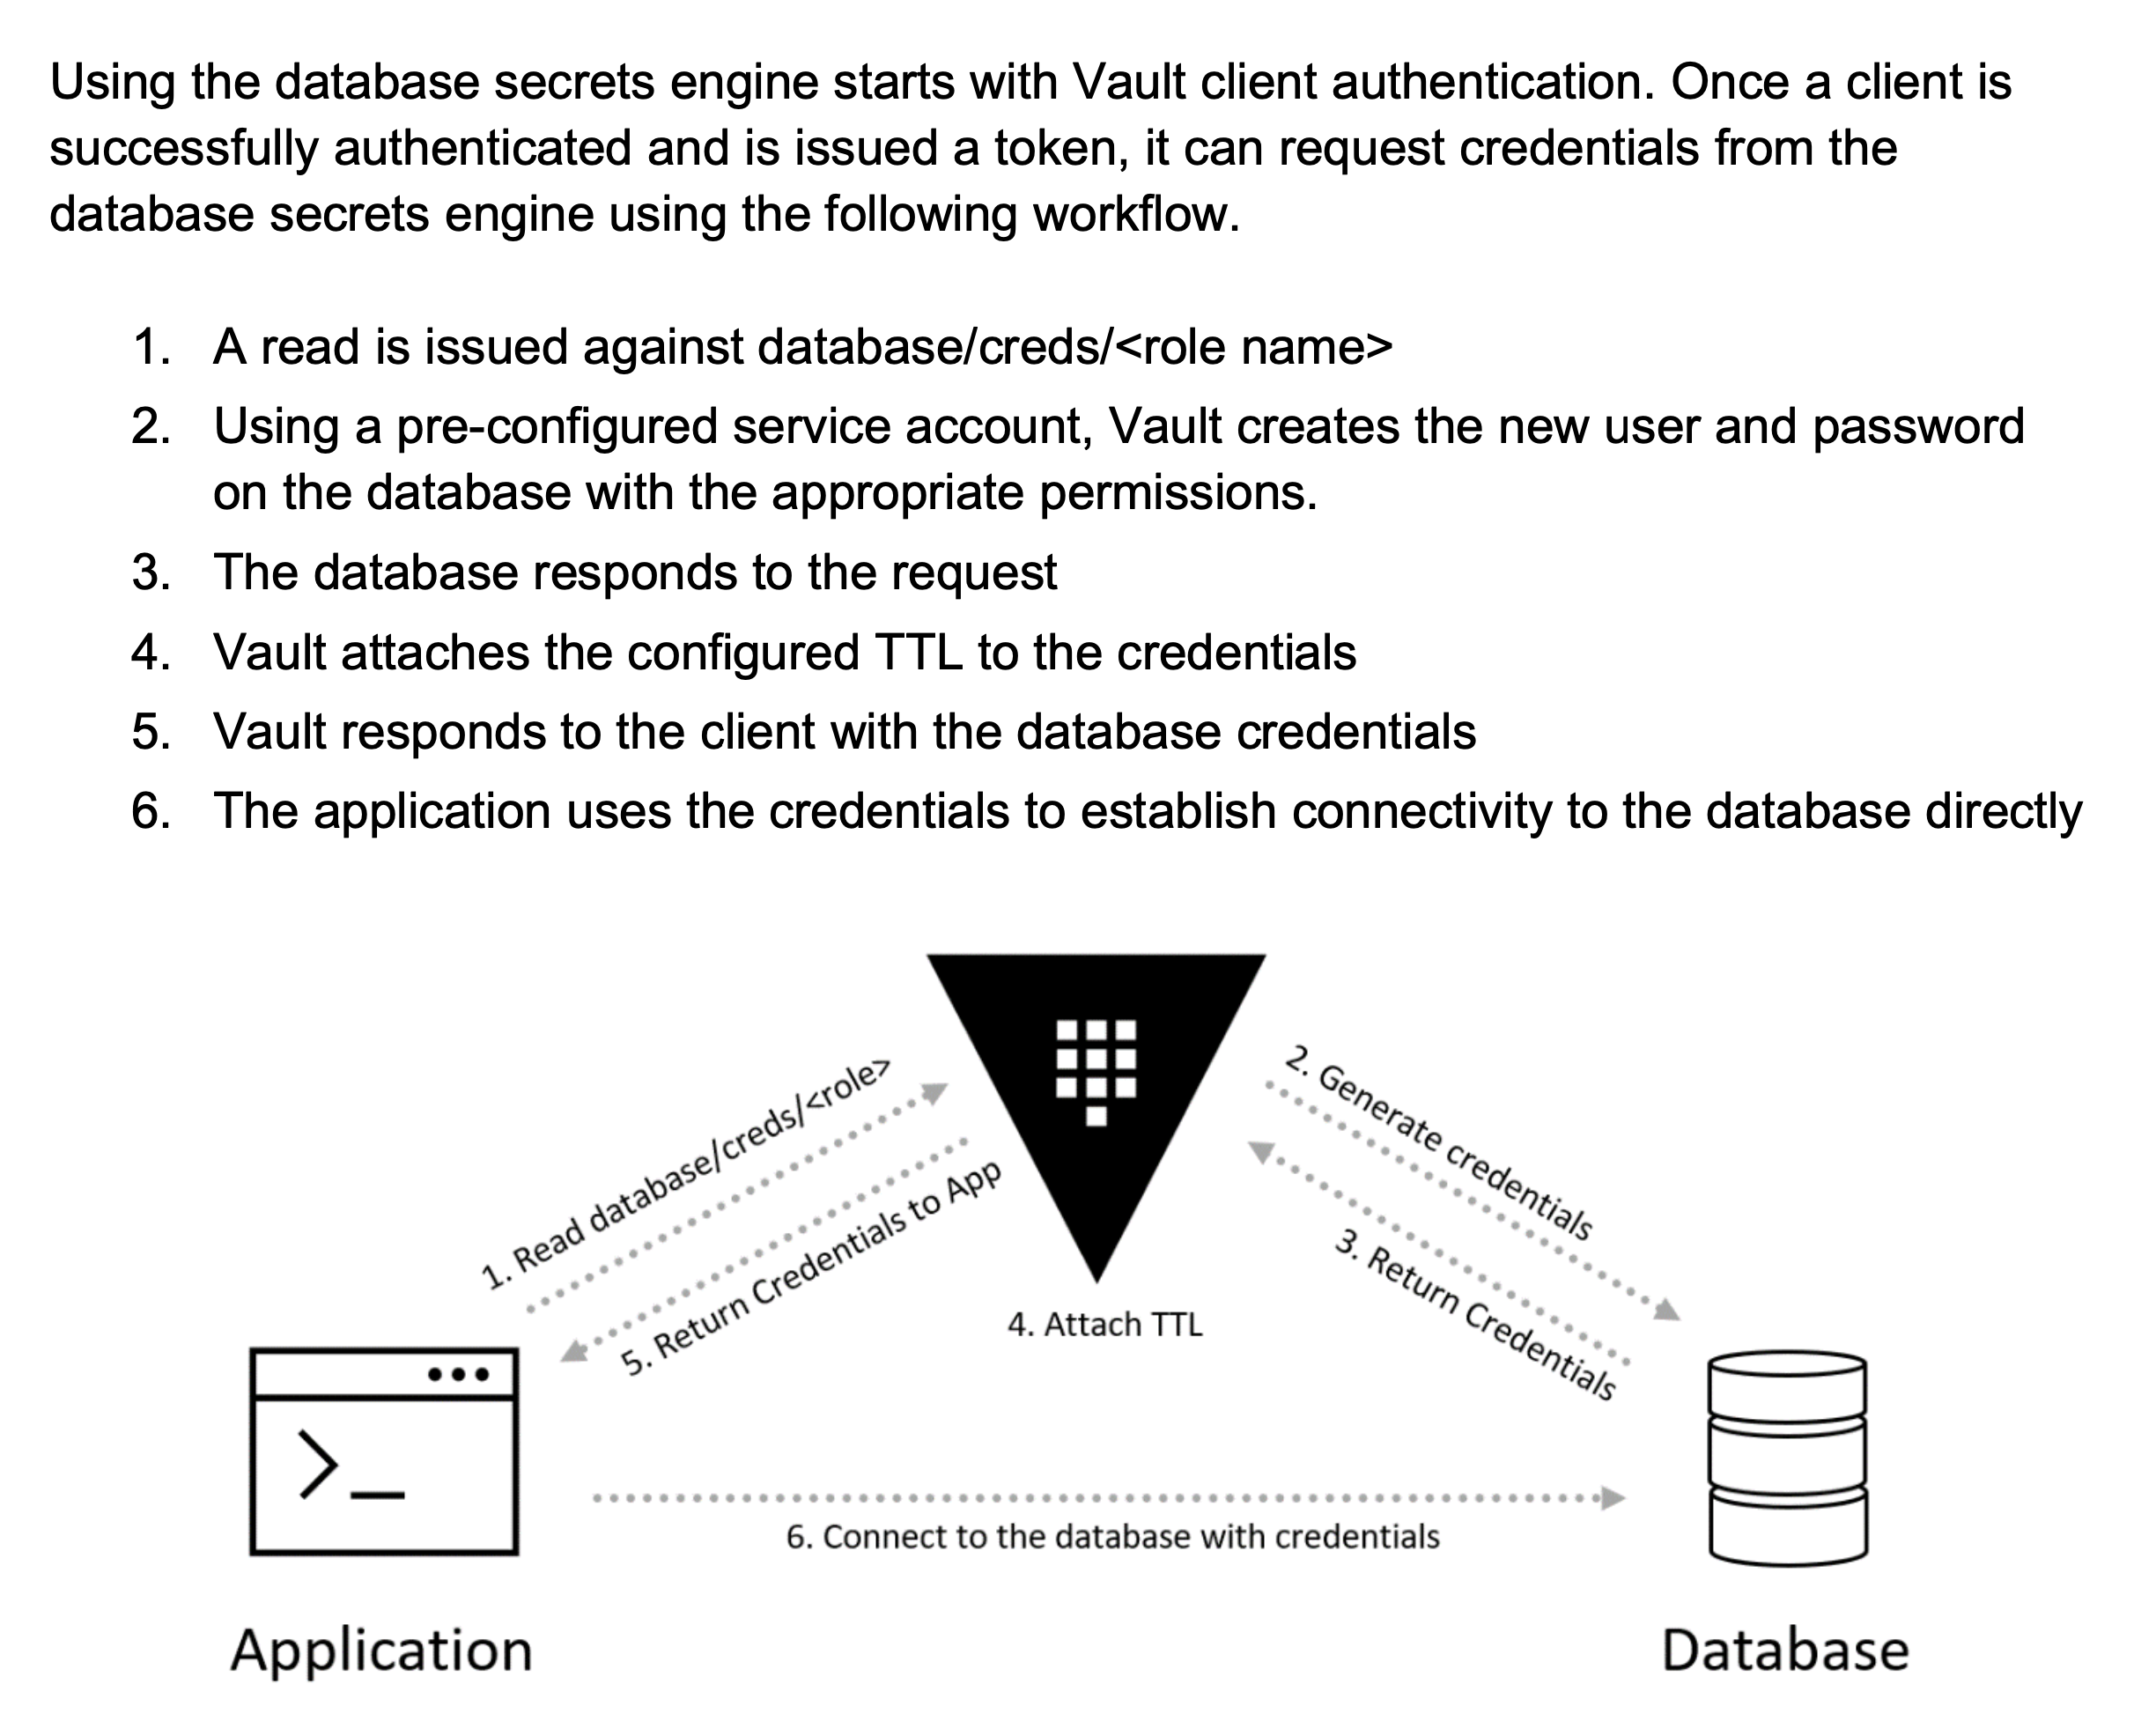 Using the database secrets engine starts with Vault client authentication. Once a client is
successfully authenticated and is issued a token, it can request credentials from the
database secrets engine using the following workflow.
1. A read is issued against database/creds/<role name>
2. Using a pre-configured service account, Vault creates the new user and password
on the database with the appropriate permissions.
3. The database responds to the request
4. Vault attaches the configured TTL to the credentials
5. Vault responds to the client with the database credentials
6. The application uses the credentials to establish connectivity to the database directly
1. Read database/creds/<role>
2. Generate credentials
5. Return Credentials to App
3. Return Credentials
4. Attach TTL
6. Connect to the database with credentials
Application
Database